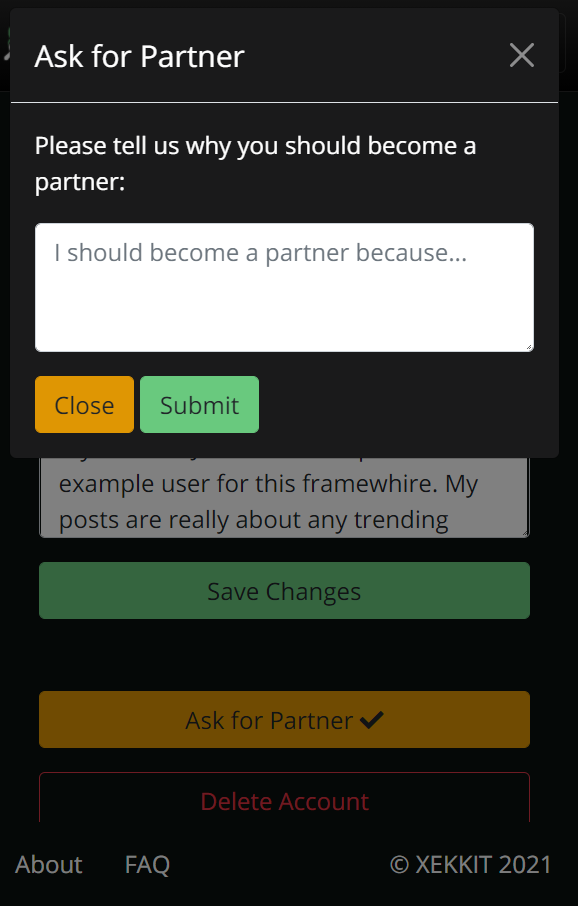 Ask for Partner
Please tell us why you should become a
partner:
I should become a partner because...
Close Submit
example user for this framewhire. My
posts are really about any trending
Save Changes
Ask for Partner
Delete Account
About FAQ © XEKKIT 2021